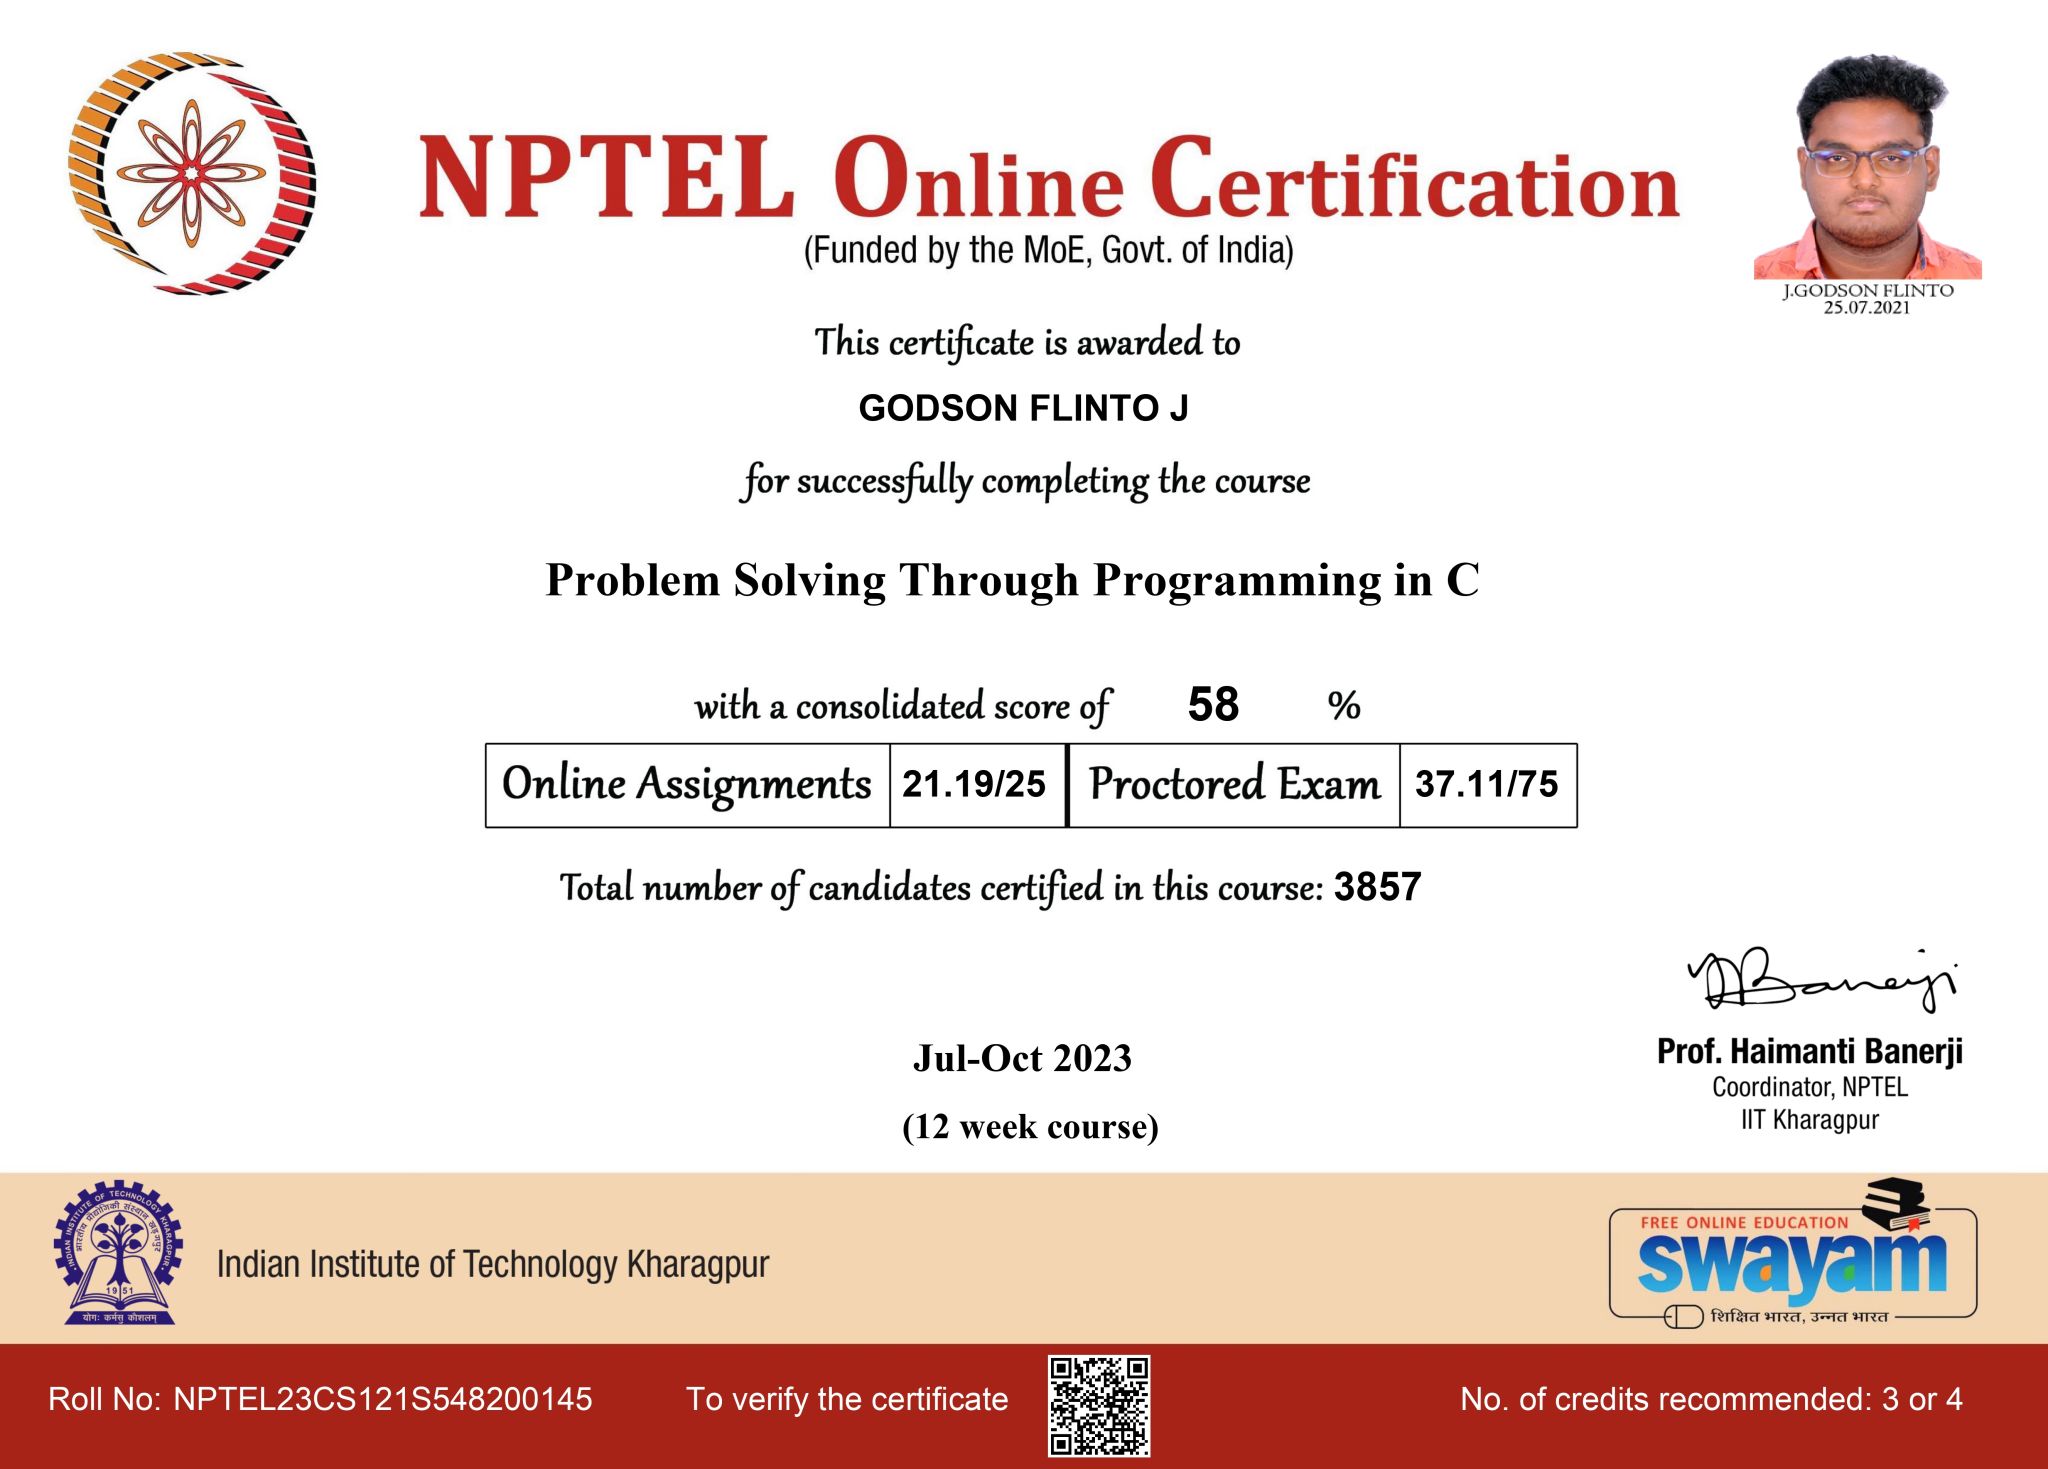 NPTEL Online Certification
(Funded by the MoE, Govt. of India)
J.GODSON FLINTO
25.07.2021
This certificate is awarded to
GODSON FLINTO J
for successfully completing the course
Problem Solving Through Programming in C
with a consolidated score of 58 %
Online Assignments 21.19/25 Proctored Exam 37.11/75
Total number of candidates certified in this course: 3857
Banerji
Prof. Haimanti Banerji
Coordinator, NPTEL
IIT Kharagpur
Jul-Oct 2023
(12 week course)
INDIAN INSTITUTE OF TECHNOLOGY KHARAGPUR
भारतीय प्रौद्योगिकी संस्थान खड़गपुर
1951
योगः कर्मसु कौशलम्
Indian Institute of Technology Kharagpur
FREE ONLINE EDUCATION
swayam
शिक्षित भारत, उन्नत भारत
Roll No: NPTEL23CS121S548200145 To verify the certificate No. of credits recommended: 3 or 4